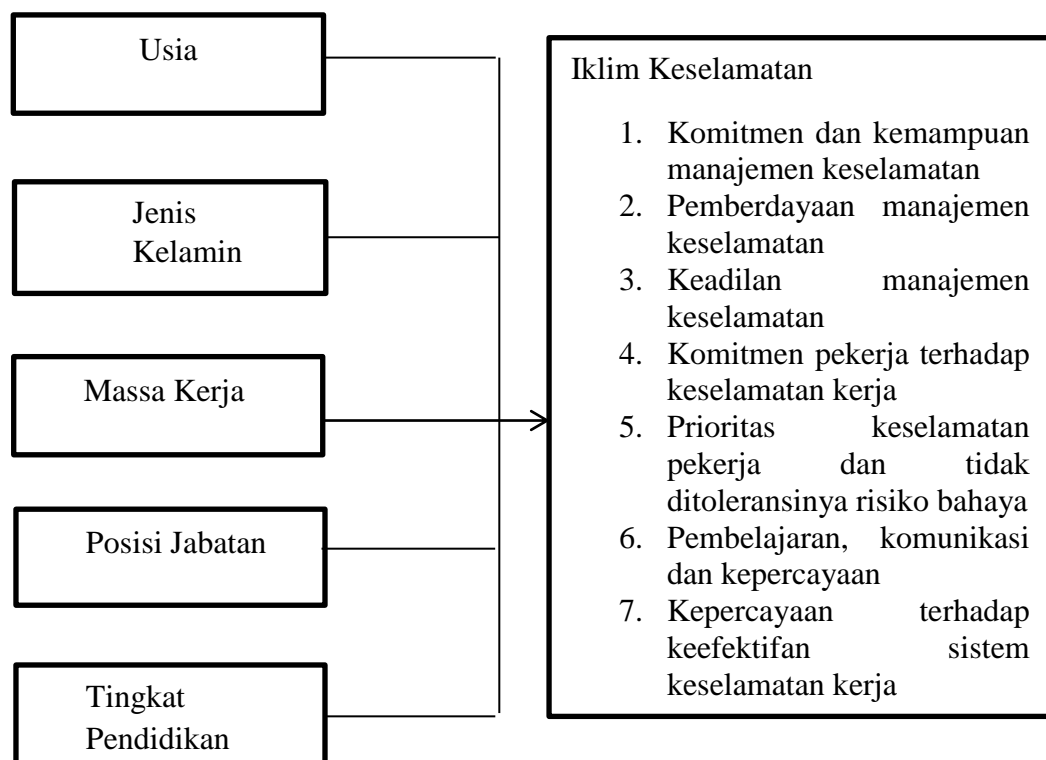 Usia
Jenis
Kelamin
Massa Kerja
Posisi Jabatan
Tingkat
Pendidikan
Iklim Keselamatan
1. Komitmen dan kemampuan
manajemen keselamatan
2. Pemberdayaan manajemen
keselamatan
3. Keadilan manajemen
keselamatan
4. Komitmen pekerja terhadap
keselamatan kerja
5. Prioritas keselamatan
pekerja dan tidak
ditoleransinya risiko bahaya
6. Pembelajaran, komunikasi
dan kepercayaan
7. Kepercayaan terhadap
keefektifan sistem
keselamatan kerja